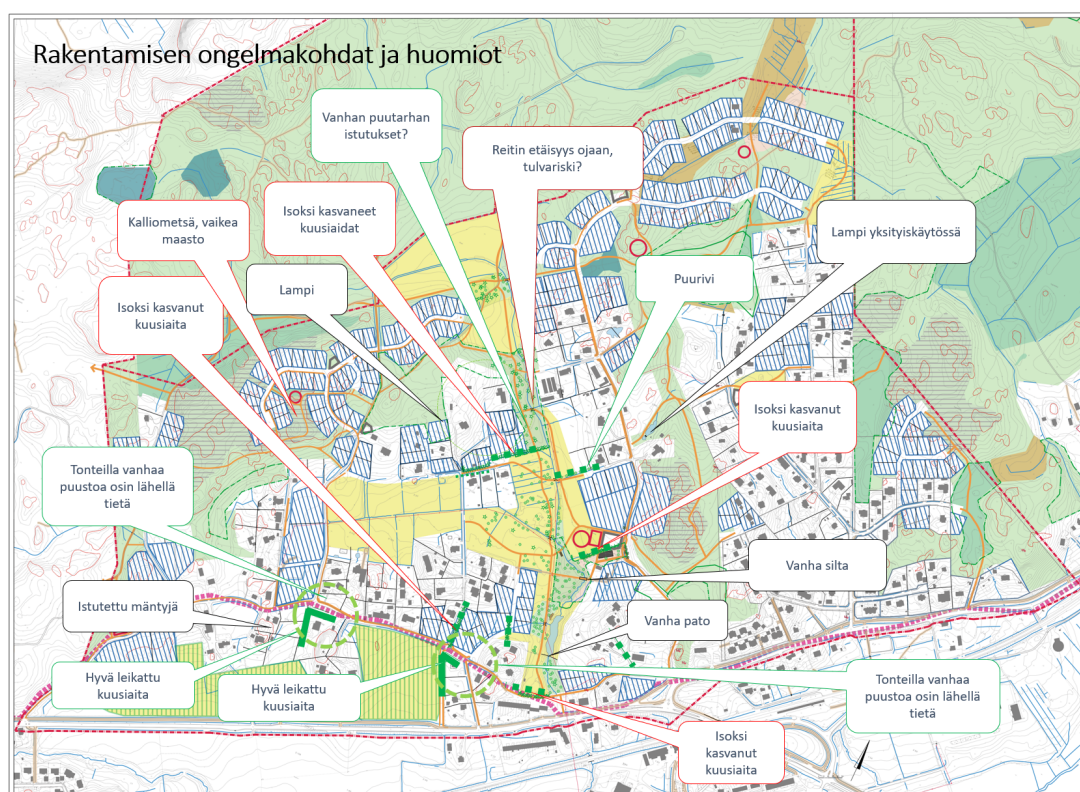 Rakentamisen ongelmakohdat ja huomiot
Vanhan puutarhan
istutukset?
Reitin etäisyys ojaan,
tulvariski?
Isoksi kasvaneet
kuusiaidat
Kalliometsä, vaikea
maasto
Lampi yksityiskäytössä
Puurivi
Lampi
Isoksi kasvanut
kuusiaita
Isoksi kasvanut
kuusiaita
Tonteilla vanhaa
puustoa osin lähellä
tietä
Vanha silta
Istutettu mäntyjä
Vanha pato
Hyvä leikattu
kuusiaita
Hyvä leikattu
kuusiaita
Tonteilla vanhaa
puustoa osin lähellä
tietä
Isoksi
kasvanut
kuusiaita